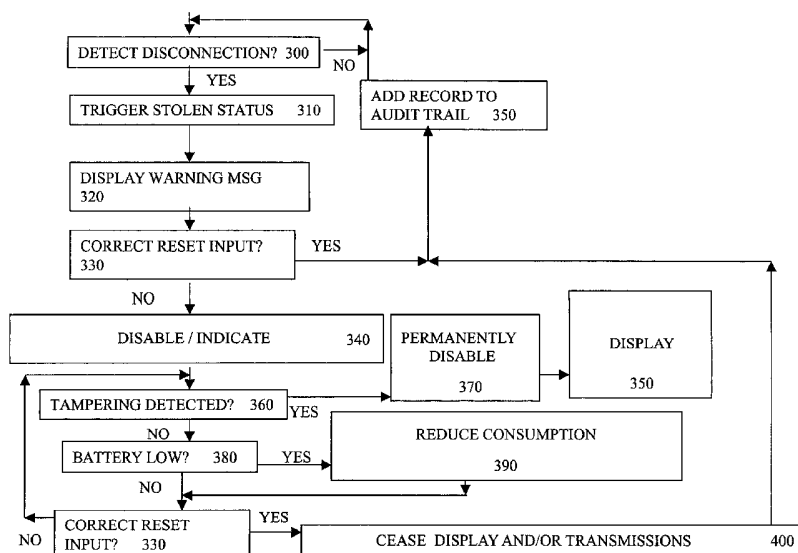 DETECT DISCONNECTION? 300
NO
YES
TRIGGER STOLEN STATUS 310
ADD RECORD TO
AUDIT TRAIL 350
DISPLAY WARNING MSG
320
CORRECT RESET INPUT?
330
YES
NO
DISABLE / INDICATE 340
PERMANENTLY
DISABLE
370
DISPLAY
350
TAMPERING DETECTED? 360
YES
NO
BATTERY LOW? 380
YES
REDUCE CONSUMPTION
390
NO
CORRECT RESET
INPUT? 330
YES
NO
CEASE DISPLAY AND/OR TRANSMISSIONS 400